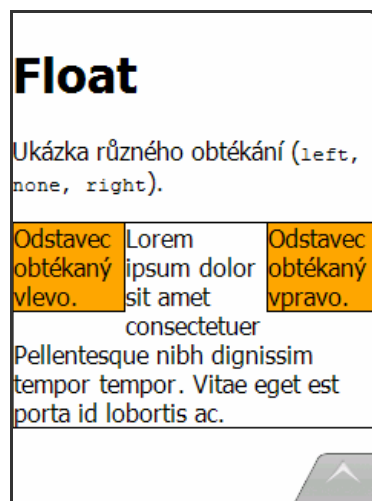 Float
Ukázka různého obtékání (left,
none, right).
Odstavec
obtékaný
vlevo.
Lorem
ipsum dolor
sit amet
consectetuer
Odstavec
obtékaný
vpravo.
Pellentesque nibh dignissim
tempor tempor. Vitae eget est
porta id lobortis ac.